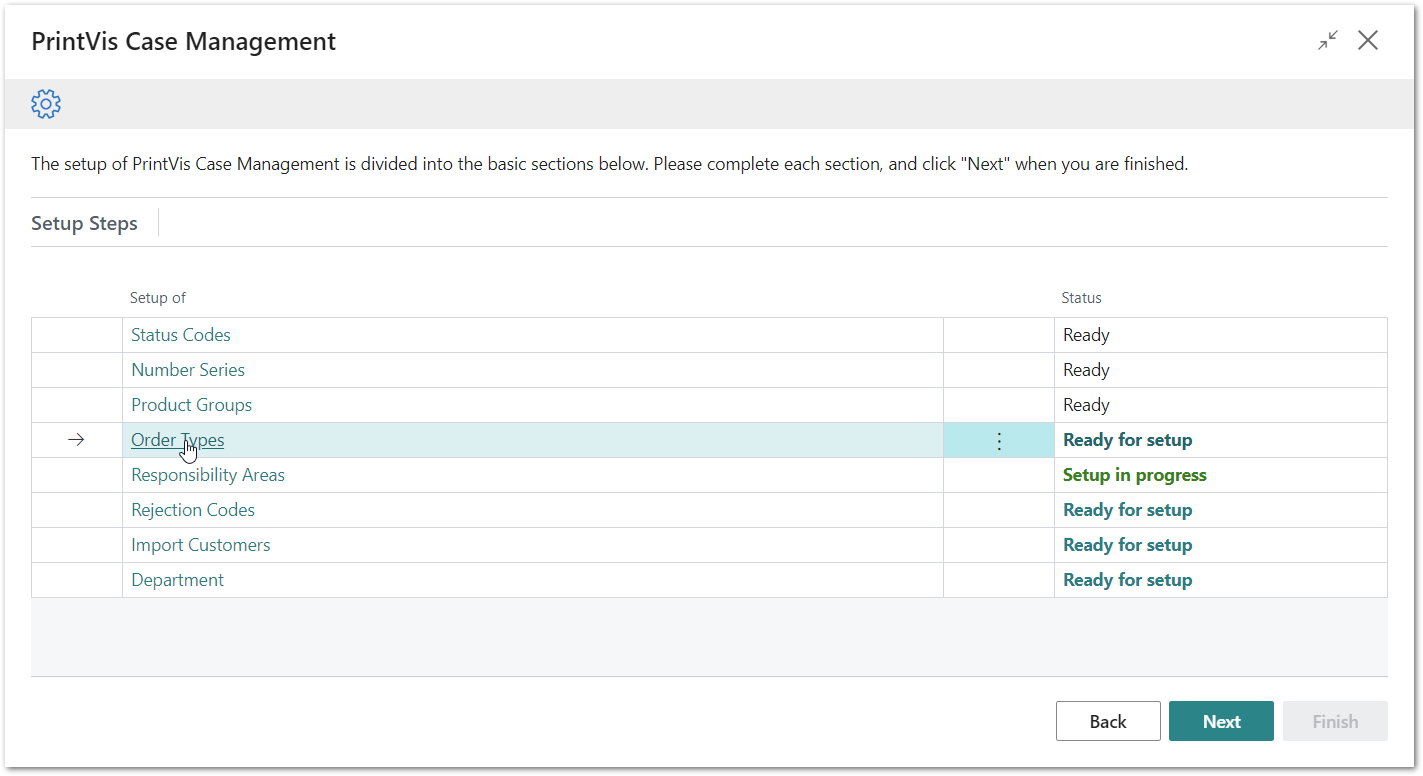 PrintVis Case Management
The setup of PrintVis Case Management is divided into the basic sections below. Please complete each section, and click "Next" when you are finished.
Setup Steps
Setup of Status
Status Codes Ready
Number Series Ready
Product Groups Ready
Order Types Ready for setup
Responsibility Areas Setup in progress
Rejection Codes Ready for setup
Import Customers Ready for setup
Department Ready for setup
Back Next Finish